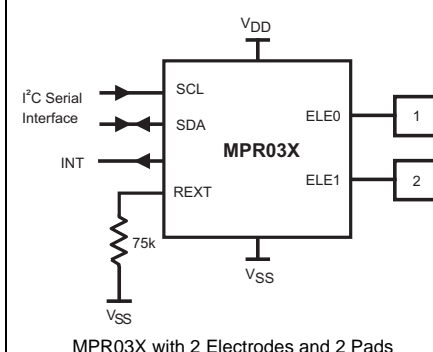 VDD
I²C Serial
Interface
SCL
SDA
INT
REXT
MPR03X
ELE0
ELE1
1
2
75k
VSS
VSS
MPR03X with 2 Electrodes and 2 Pads